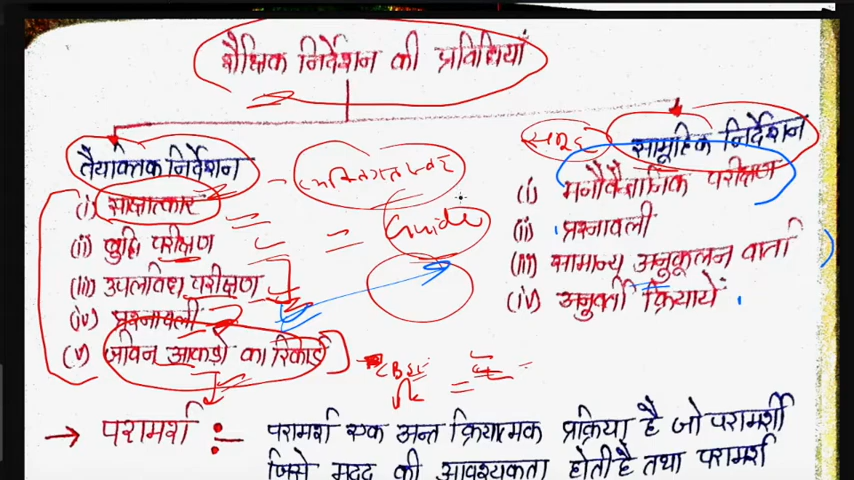 शैक्षिक निर्देशन की प्रविधियाँ
वैयक्तिक निर्देशन
(i) साक्षात्कार
(ii) बुद्धि परीक्षण
(iii) उपलब्धि परीक्षण
(iv) प्रश्नावली
(v) जीवन आकड़ो का रिकार्ड
Guide
समूह
सामूहिक निर्देशन
(i) मनोवैज्ञानिक परीक्षण
(ii) प्रश्नावली
(iii) सामान्य अनुकूलन वार्ता
(iv) अनुवर्ती क्रियायें
→ परामर्श :- परामर्श एक अन्त क्रियात्मक प्रक्रिया है जो परामर्शी
जिसे मदद की आवश्यकता होती है तथा परामर्श